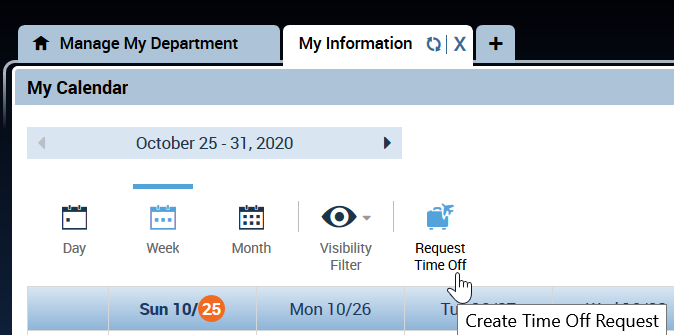 Manage My Department
My Information
X
+
My Calendar
October 25 - 31, 2020
Day
Week
Month
Visibility
Filter
Request
Time Off
Sun 10/25
Mon 10/26
Create Time Off Request